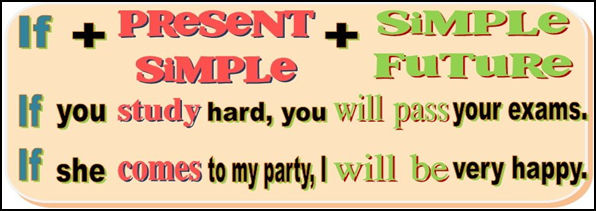 If + PRESENT SIMPLE + SiMPLE FuTuRe
If you study hard, you will pass your exams.
If she comes to my party, I will be very happy.